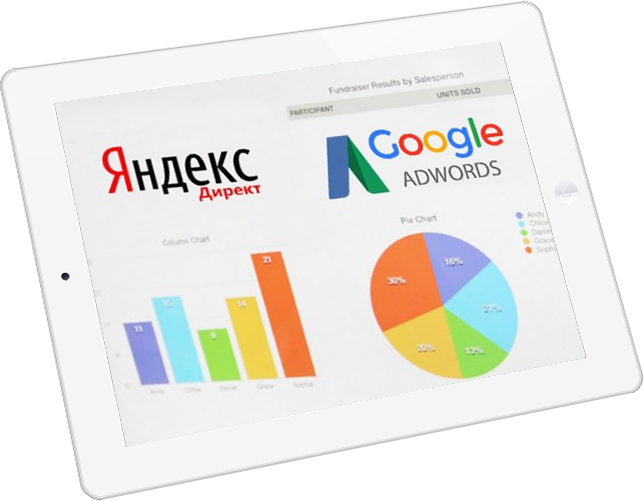 Fundraiser Results by Salesperson
PARTICIPANT UNITS SOLD
Яндекс
Директ
Google
ADWORDS
Column Chart
11
15
9
14
21
Andy
Chloe
Daniel
Grace
Sophia
Pie Chart
16%
21%
13%
20%
30%
Andy
Chloe
Daniel
Grace
Sophia